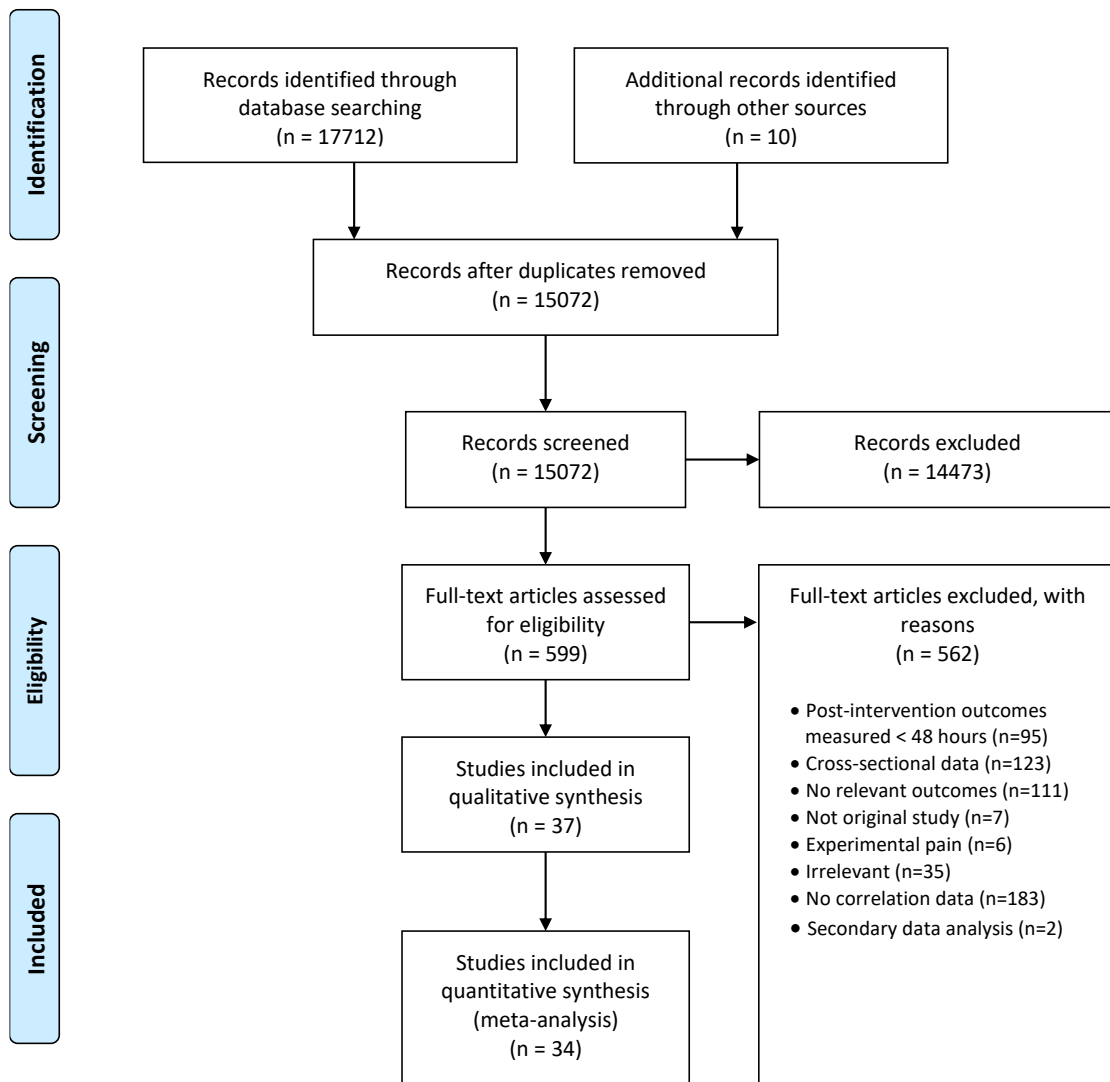 Identification
Records identified through
database searching
(n = 17712)
Additional records identified
through other sources
(n = 10)
Records after duplicates removed
(n = 15072)
Screening
Records screened
(n = 15072)
Records excluded
(n = 14473)
Eligibility
Full-text articles assessed
for eligibility
(n = 599)
Full-text articles excluded, with
reasons
(n = 562)
• Post-intervention outcomes
measured < 48 hours (n=95)
• Cross-sectional data (n=123)
• No relevant outcomes (n=111)
• Not original study (n=7)
• Experimental pain (n=6)
• Irrelevant (n=35)
• No correlation data (n=183)
• Secondary data analysis (n=2)
Studies included in
qualitative synthesis
(n = 37)
Included
Studies included in
quantitative synthesis
(meta-analysis)
(n = 34)